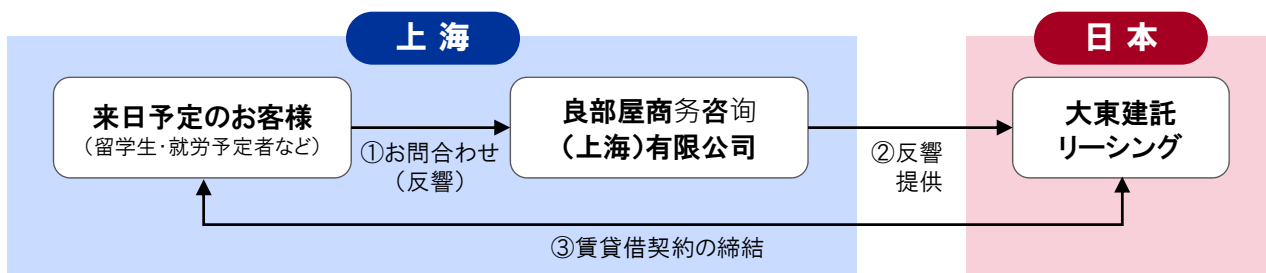 上海
日本
来日予定のお客様
(留学生・就労予定者など)
①お問合わせ
(反響)
良部屋商务咨询
(上海)有限公司
②反響
提供
大東建託
リーシング
③賃貸借契約の締結